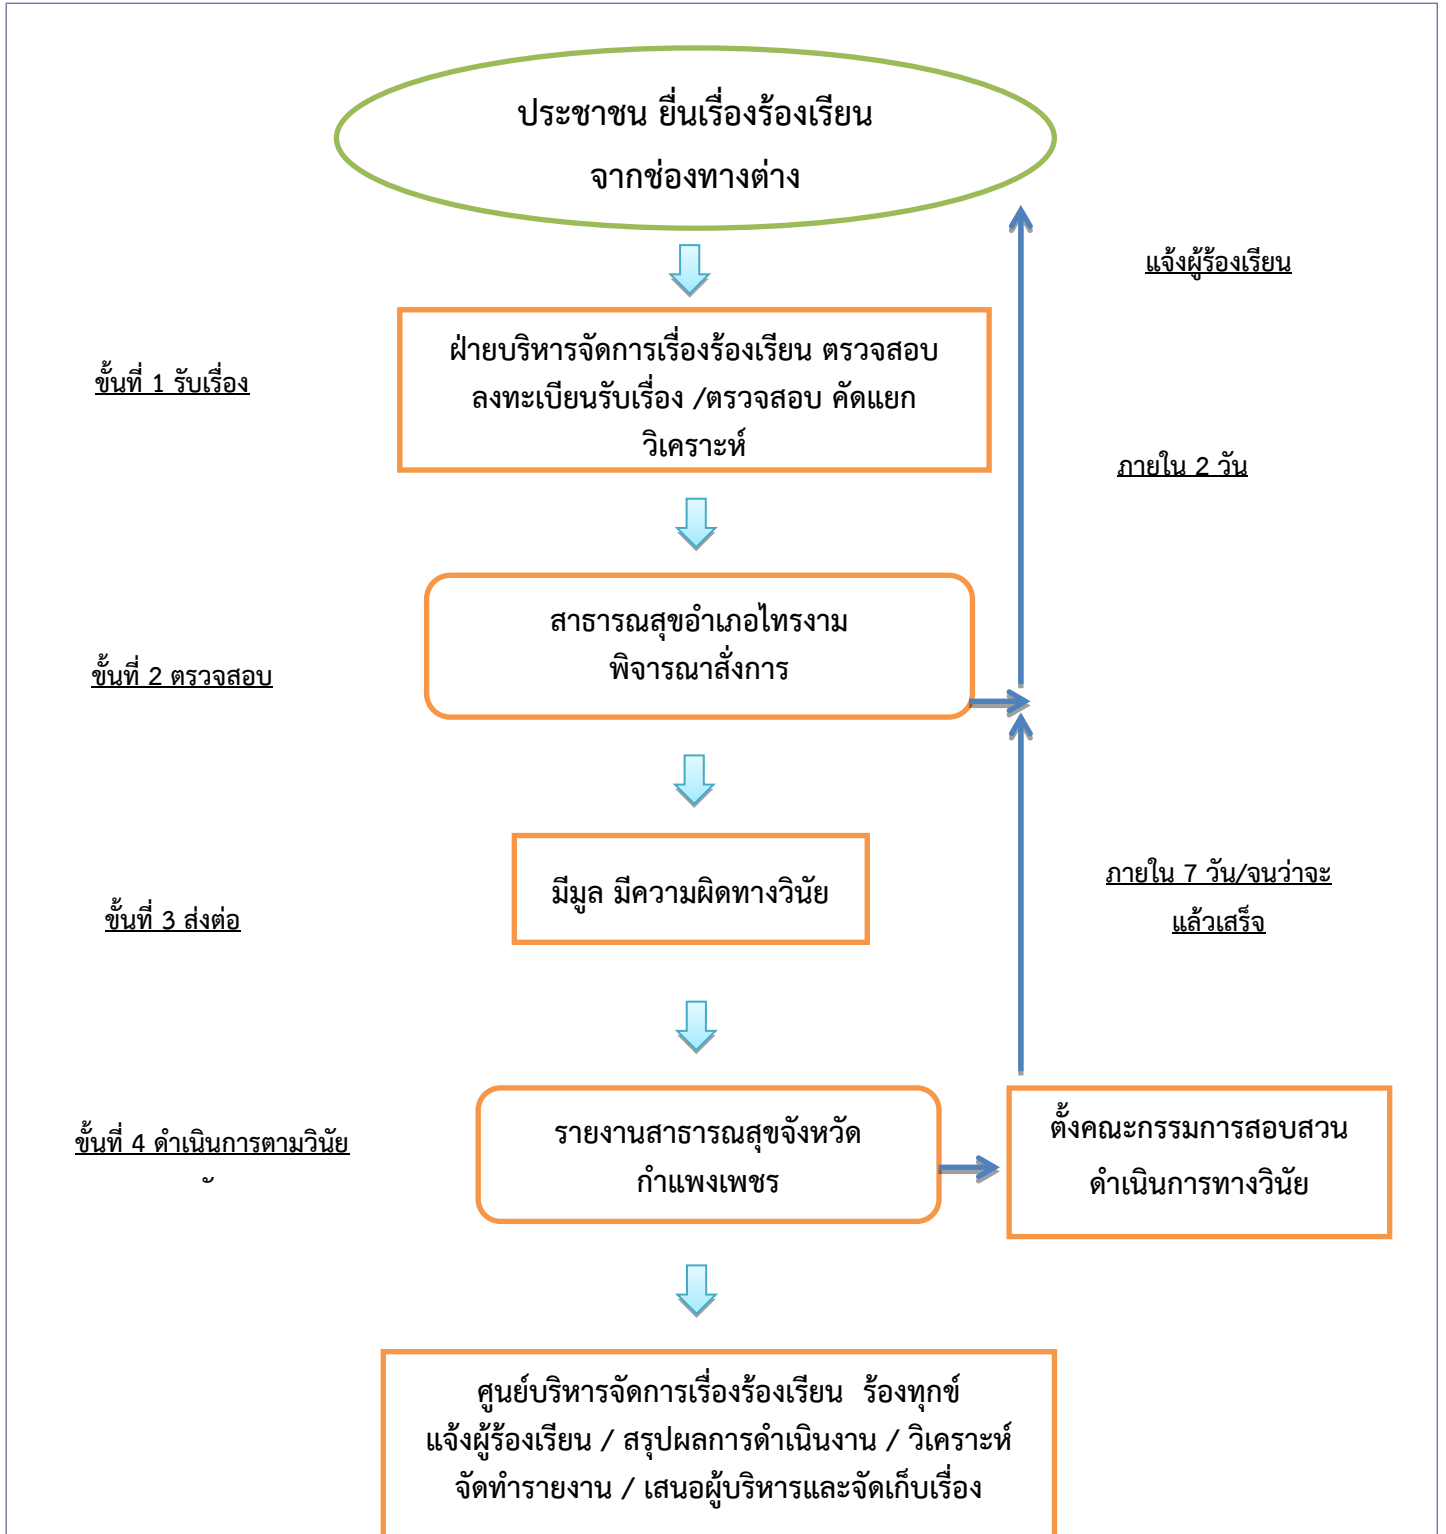 ประชาชน ยื่นเรื่องร้องเรียน
จากช่องทางต่าง
แจ้งผู้ร้องเรียน
ฝ่ายบริหารจัดการเรื่องร้องเรียน ตรวจสอบ
ลงทะเบียนรับเรื่อง /ตรวจสอบ คัดแยก
วิเคราะห์
ขั้นที่ 1 รับเรื่อง
ภายใน 2 วัน
สาธารณสุขอำเภอไทรงาม
พิจารณาสั่งการ
ขั้นที่ 2 ตรวจสอบ
มีมูล มีความผิดทางวินัย
ขั้นที่ 3 ส่งต่อ
ภายใน 7 วัน/จนว่าจะ
แล้วเสร็จ
ขั้นที่ 4 ดำเนินการตามวินัย
รายงานสาธารณสุขจังหวัด
กำแพงเพชร
ตั้งคณะกรรมการสอบสวน
ดำเนินการทางวินัย
ศูนย์บริหารจัดการเรื่องร้องเรียน ร้องทุกข์
แจ้งผู้ร้องเรียน / สรุปผลการดำเนินงาน / วิเคราะห์
จัดทำรายงาน / เสนอผู้บริหารและจัดเก็บเรื่อง